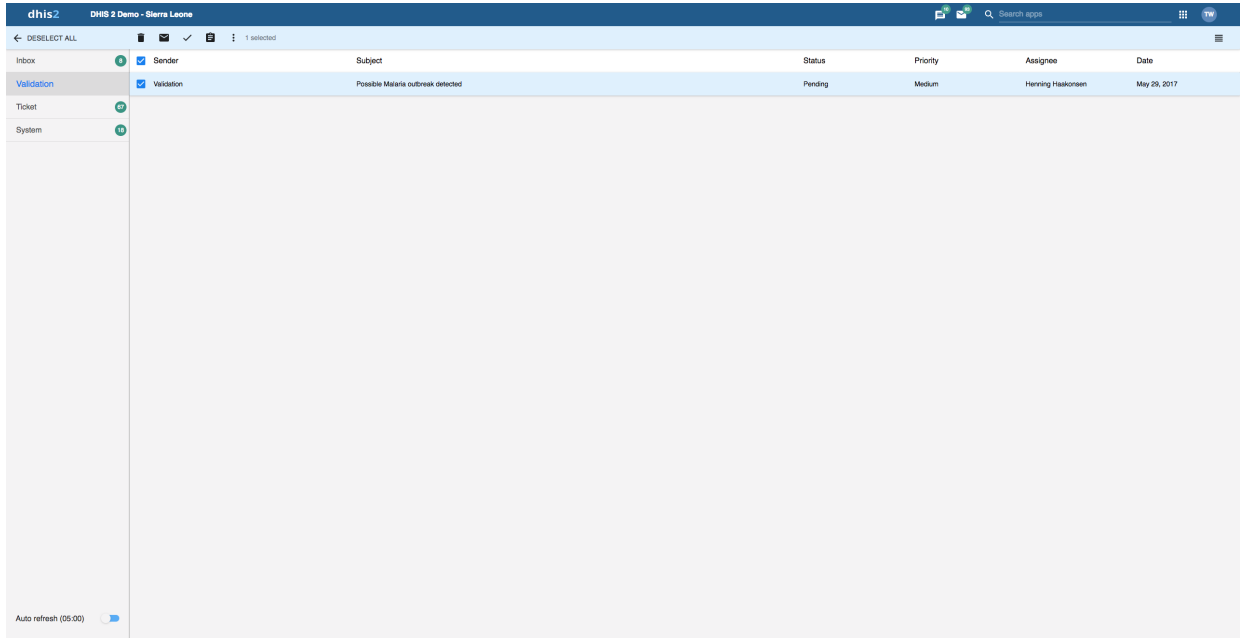 dhis2 DHIS 2 Demo - Sierra Leone Search apps TW
DESELECT ALL 1 selected
Inbox 6 Sender Subject Status Priority Assignee Date
Validation Validation Possible Malaria outbreak detected Pending Medium Henning Haakonsen May 29, 2017
Ticket 67
System 18
Auto refresh (05:00)